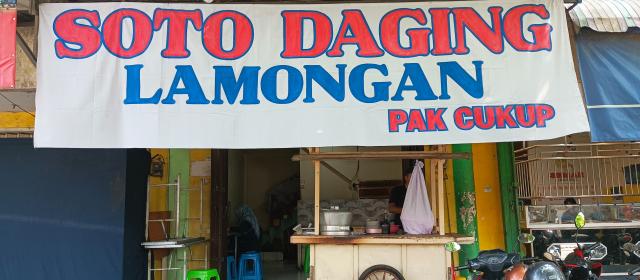 SOTO DAGING
LAMONGAN
PAK CUKUP